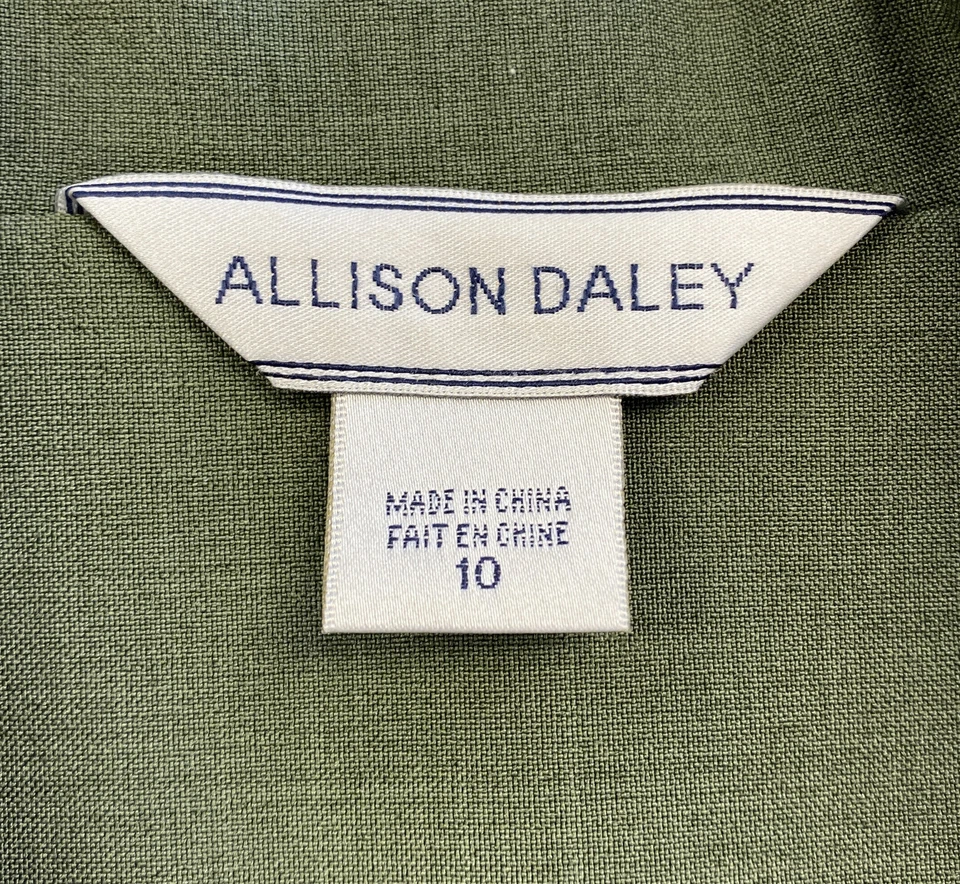 ALLISON DALEY
MADE IN CHINA
FAIT EN CHINE
10